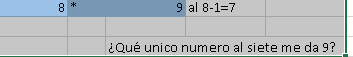 8 * 9 al 8-1=7
¿Qué unico numero al siete me da 9?